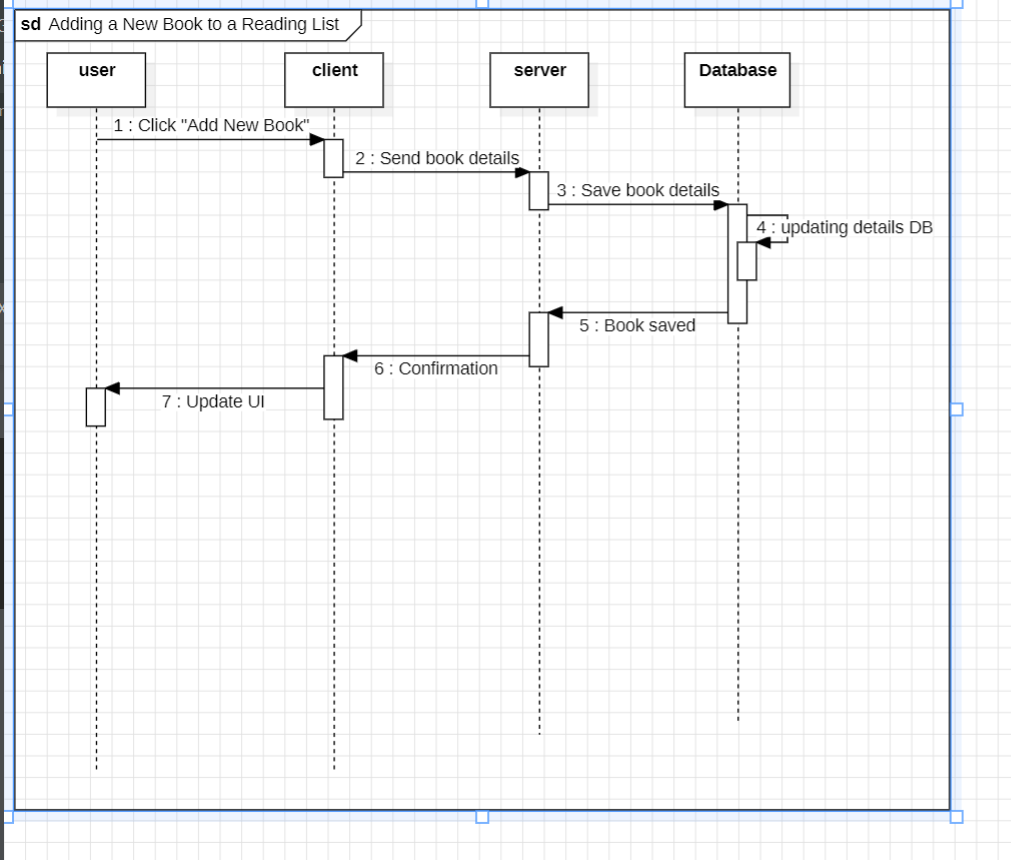 sd Adding a New Book to a Reading List
user
client
server
Database
1 : Click "Add New Book"
2 : Send book details
3 : Save book details
4 : updating details DB
5 : Book saved
6 : Confirmation
7 : Update UI